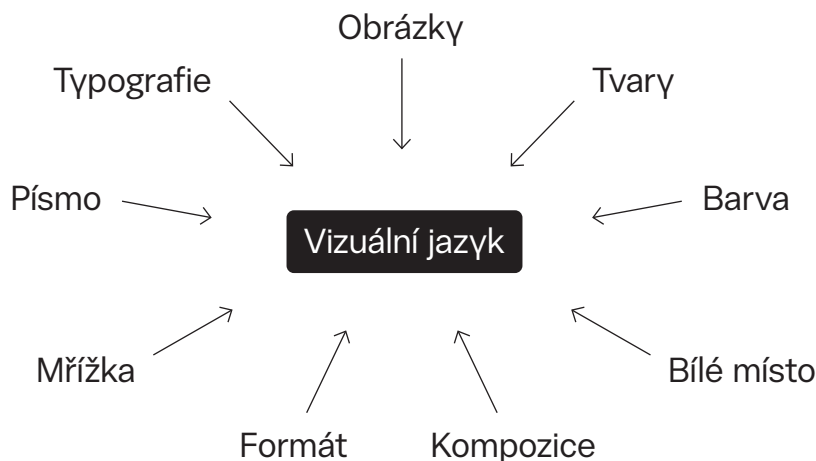 Obrázky
Typografie
Tvary
Písmo
Barva
Vizuální jazyk
Mřížka
Bílé místo
Formát
Kompozice